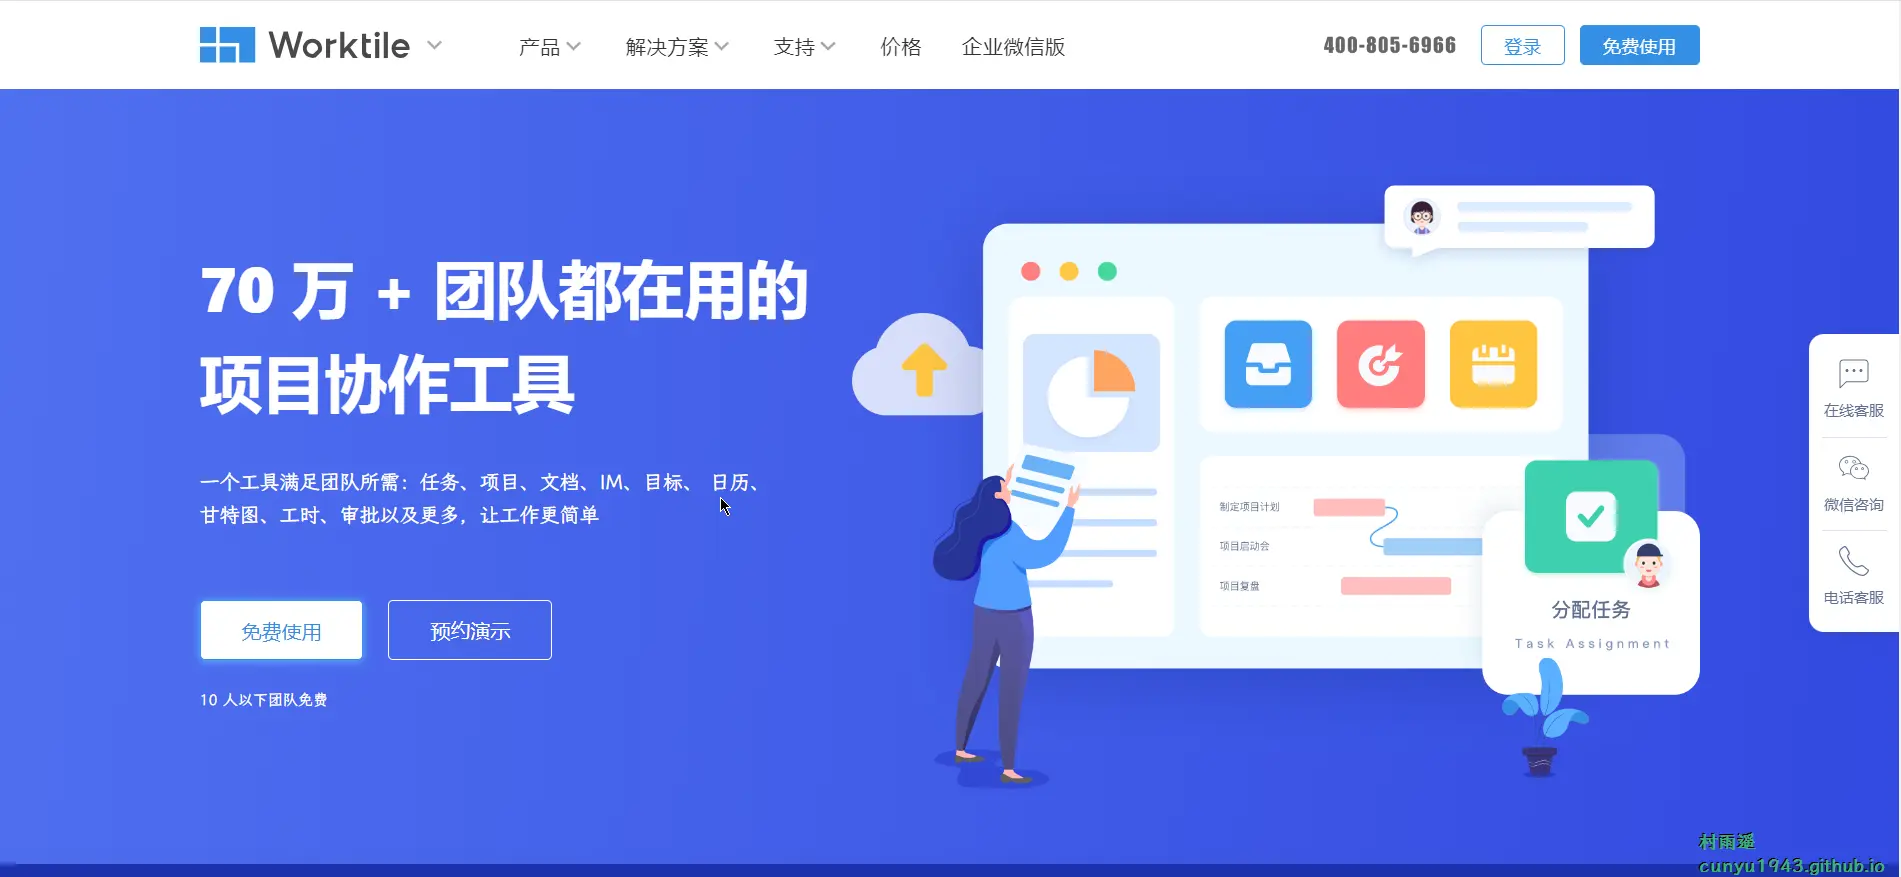 Worktile
产品
解决方案
支持
价格
企业微信版
400-805-6966
登录
免费使用
70 万 + 团队都在用的
项目协作工具
一个工具满足团队所需：任务、项目、文档、IM、目标、 日历、
甘特图、工时、审批以及更多，让工作更简单
免费使用
预约演示
10 人以下团队免费
制定项目计划
项目启动会
项目复盘
分配任务
Task Assignment
在线客服
微信咨询
电话客服
村雨遥
cunyu1943.github.io